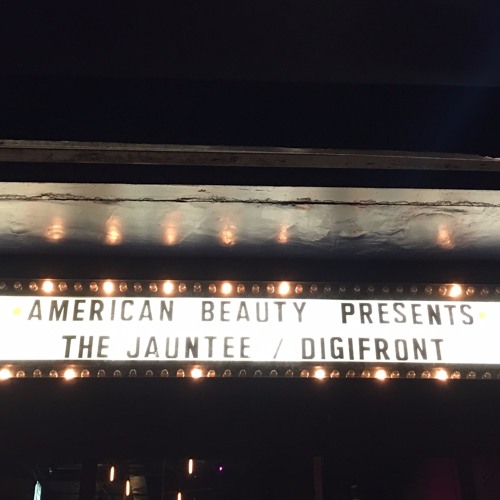 AMERICAN BEAUTY PRESENTS
THE JAUNTEE / DIGIFRONT